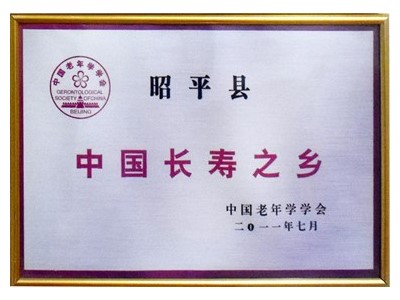 中国老年学学会
GERONTOLOGICAL
SOCIETY OF CHINA
BEIJING
昭平县
中国长寿之乡
中国老年学学会
二〇一一年七月